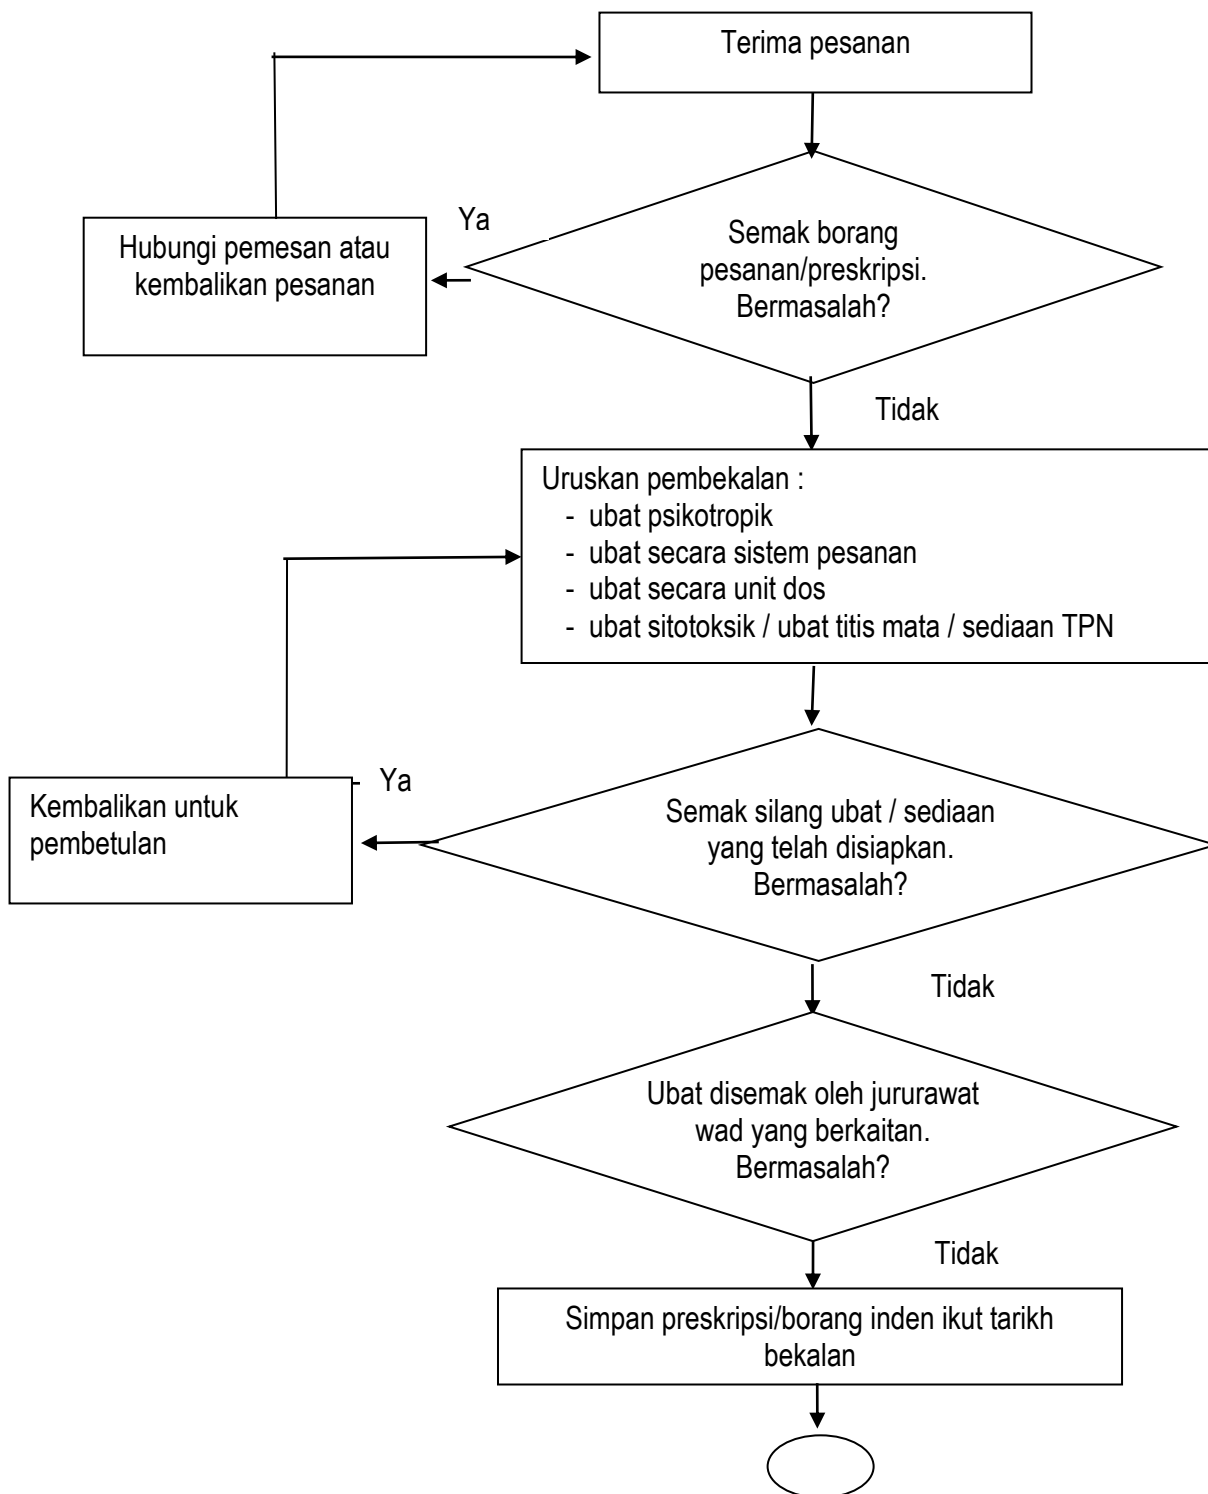 Terima pesanan
Ya
Hubungi pemesan atau
kembalikan pesanan
Semak borang
pesanan/preskripsi.
Bermasalah?
Tidak
Uruskan pembekalan :
- ubat psikotropik
- ubat secara sistem pesanan
- ubat secara unit dos
- ubat sitotoksik / ubat titis mata / sediaan TPN
Ya
Kembalikan untuk
pembetulan
Semak silang ubat / sediaan
yang telah disiapkan.
Bermasalah?
Tidak
Ubat disemak oleh jururawat
wad yang berkaitan.
Bermasalah?
Tidak
Simpan preskripsi/borang inden ikut tarikh
bekalan